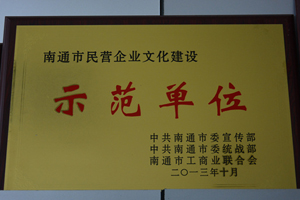 南通市民营企业文化建设
示范单位
中共南通市委宣传部
中共南通市委统战部
南通市工商业联合会
二〇一三年十月